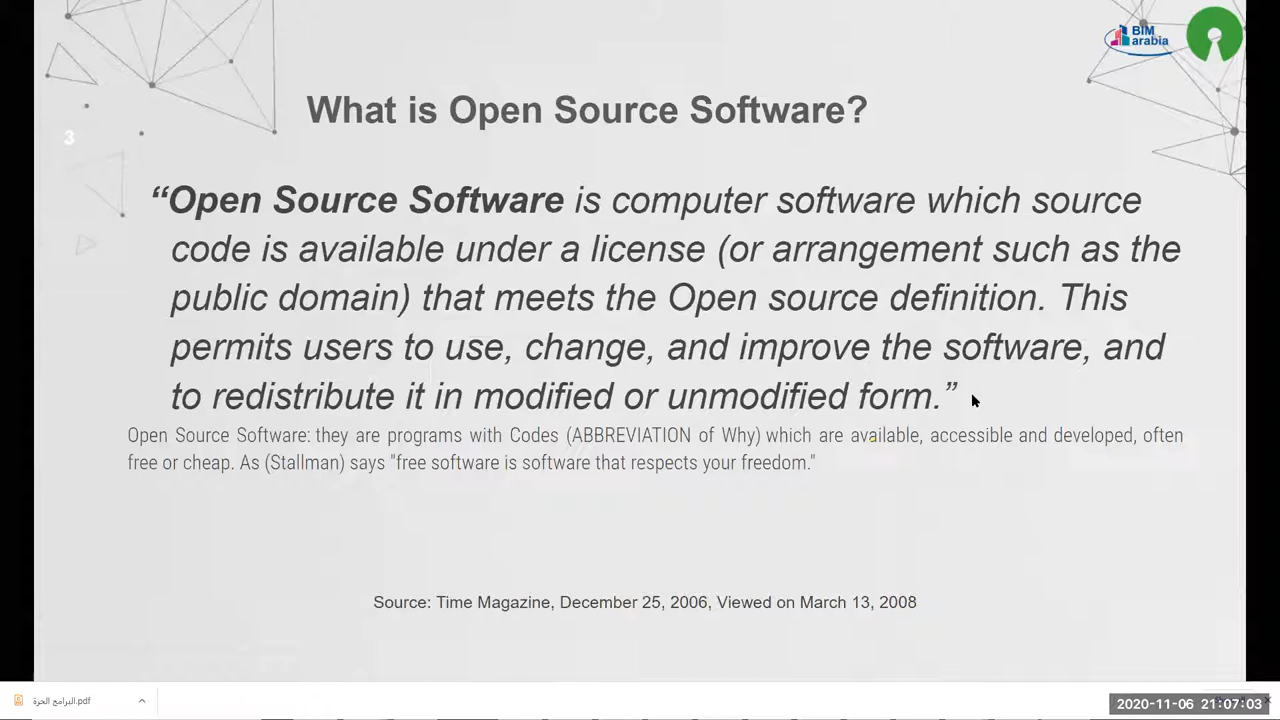 BIM
arabia
What is Open Source Software?
3
“Open Source Software is computer software which source
code is available under a license (or arrangement such as the
public domain) that meets the Open source definition. This
permits users to use, change, and improve the software, and
to redistribute it in modified or unmodified form.”
Open Source Software: they are programs with Codes (ABBREVIATION of Why) which are available, accessible and developed, often
free or cheap. As (Stallman) says "free software is software that respects your freedom."
Source: Time Magazine, December 25, 2006, Viewed on March 13, 2008
البرامج الحرة.pdf
2020-11-06 21:07:03